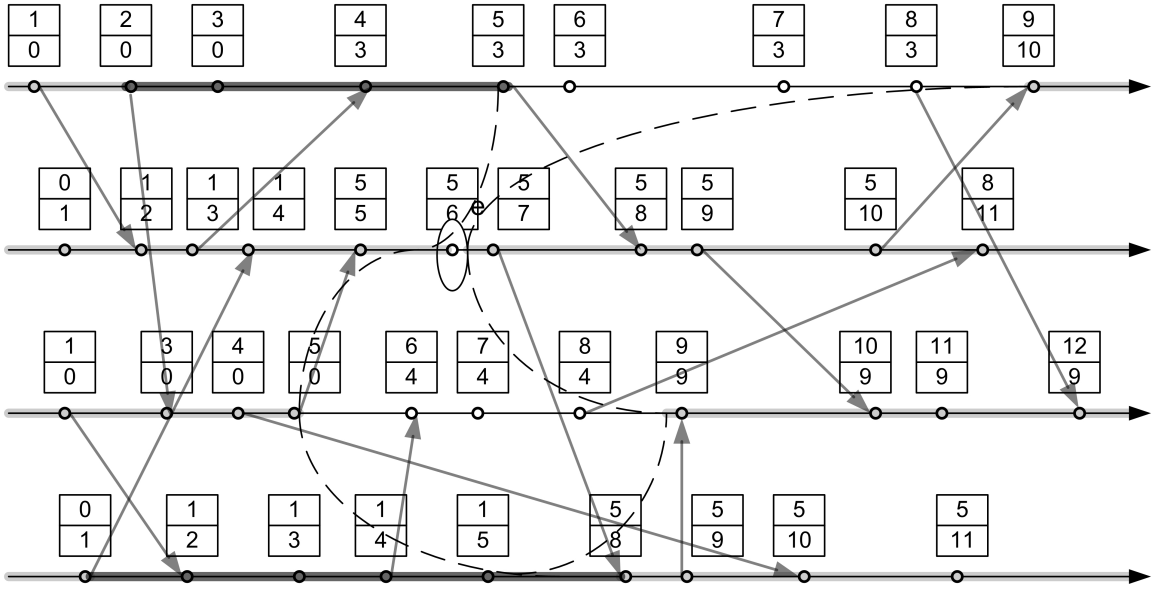 1 2 3 4 5 6 7 8 9
0 0 0 3 3 3 3 3 10
0 1 1 1 5 5 5 5 5 5 8
1 2 3 4 5 6 7 8 9 10 11
e
1 3 4 5 6 7 8 9 10 11 12
0 0 0 0 4 4 4 9 9 9 9
0 1 1 1 1 5 5 5 5
1 2 3 4 5 8 9 10 11